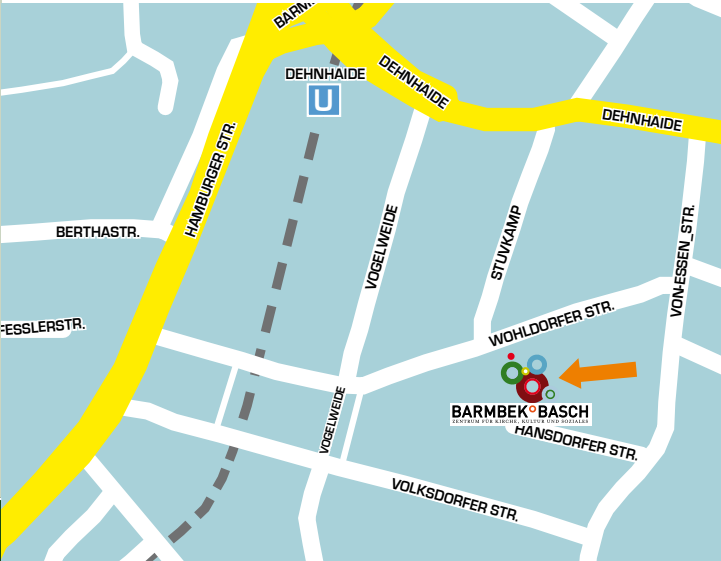 BARM
DEHNHAIDE
U
DEHNHAIDE
DEHNHAIDE
HAMBURGER STR.
BERTHASTR.
VOGELWEIDE
STUVKAMP
VON-ESSEN_STR.
FESSLERSTR.
WOHLDORFER STR.
VOGELWEIDE
BARMBEK°BASCH
ZENTRUM FÜR KIRCHE, KULTUR UND SOZIALES
HANSDORFER STR.
VOLKSDORFER STR.